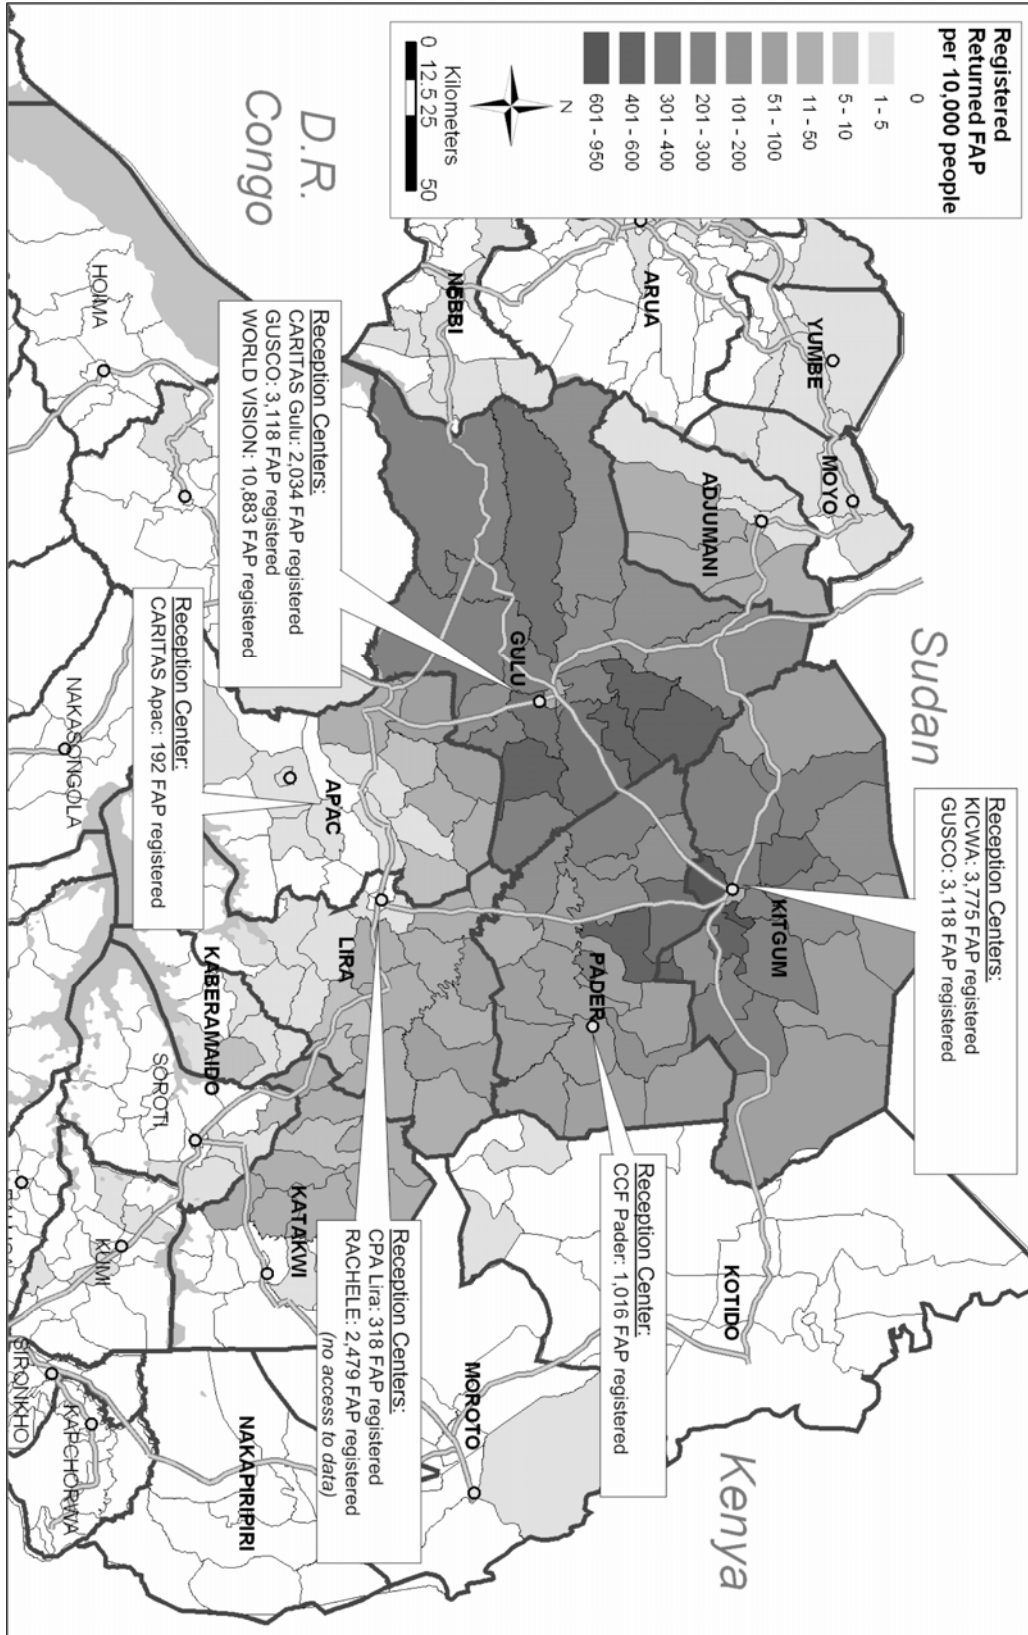 Registered
Returned FAP
per 10,000 people
0
1 - 5
5 - 10
11 - 50
51 - 100
101 - 200
201 - 300
301 - 400
401 - 600
601 - 950
N
Kilometers
0 12.5 25 50
Sudan
D.R.
Congo
Kenya
Reception Centers:
KICWA: 3,775 FAP registered
GUSCO: 3,118 FAP registered
Reception Centers:
CARITAS Gulu: 2,034 FAP registered
GUSCO: 3,118 FAP registered
WORLD VISION: 10,883 FAP registered
Reception Center:
CARITAS Apac: 192 FAP registered
Reception Center:
CCF Pader: 1,016 FAP registered
Reception Centers:
CPA Lira: 318 FAP registered
RACHELE: 2,479 FAP registered
(no access to data)
YUMBE
MOYO
ARUA
ADJUMANI
NEBBI
GULU
KITGUM
PADER
KOTIDO
APAC
LIRA
MOROTO
KABERAMAIDO
KATAKWI
NAKAPIRIPIRI
HOIMA
NAKASONGOLA
SOROTI
KUMI
SIRONKHO
KAPCHORWA